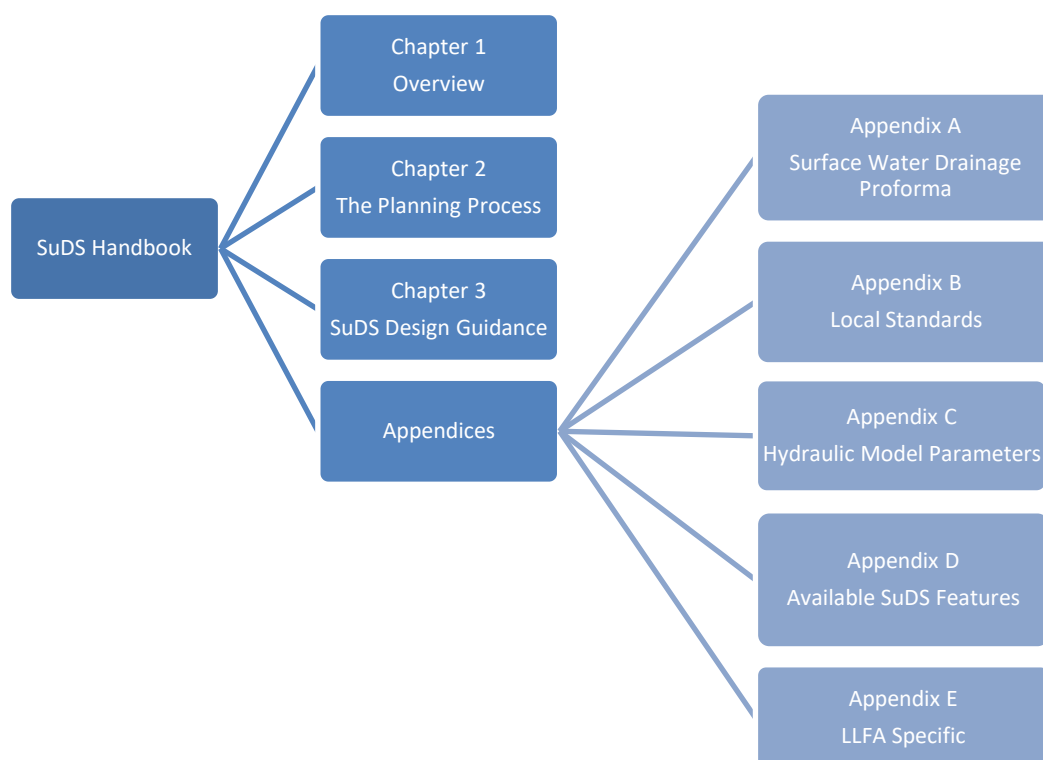 SuDS Handbook
Chapter 1
Overview
Chapter 2
The Planning Process
Chapter 3
SuDS Design Guidance
Appendices
Appendix A
Surface Water Drainage
Proforma
Appendix B
Local Standards
Appendix C
Hydraulic Model Parameters
Appendix D
Available SuDS Features
Appendix E
LLFA Specific